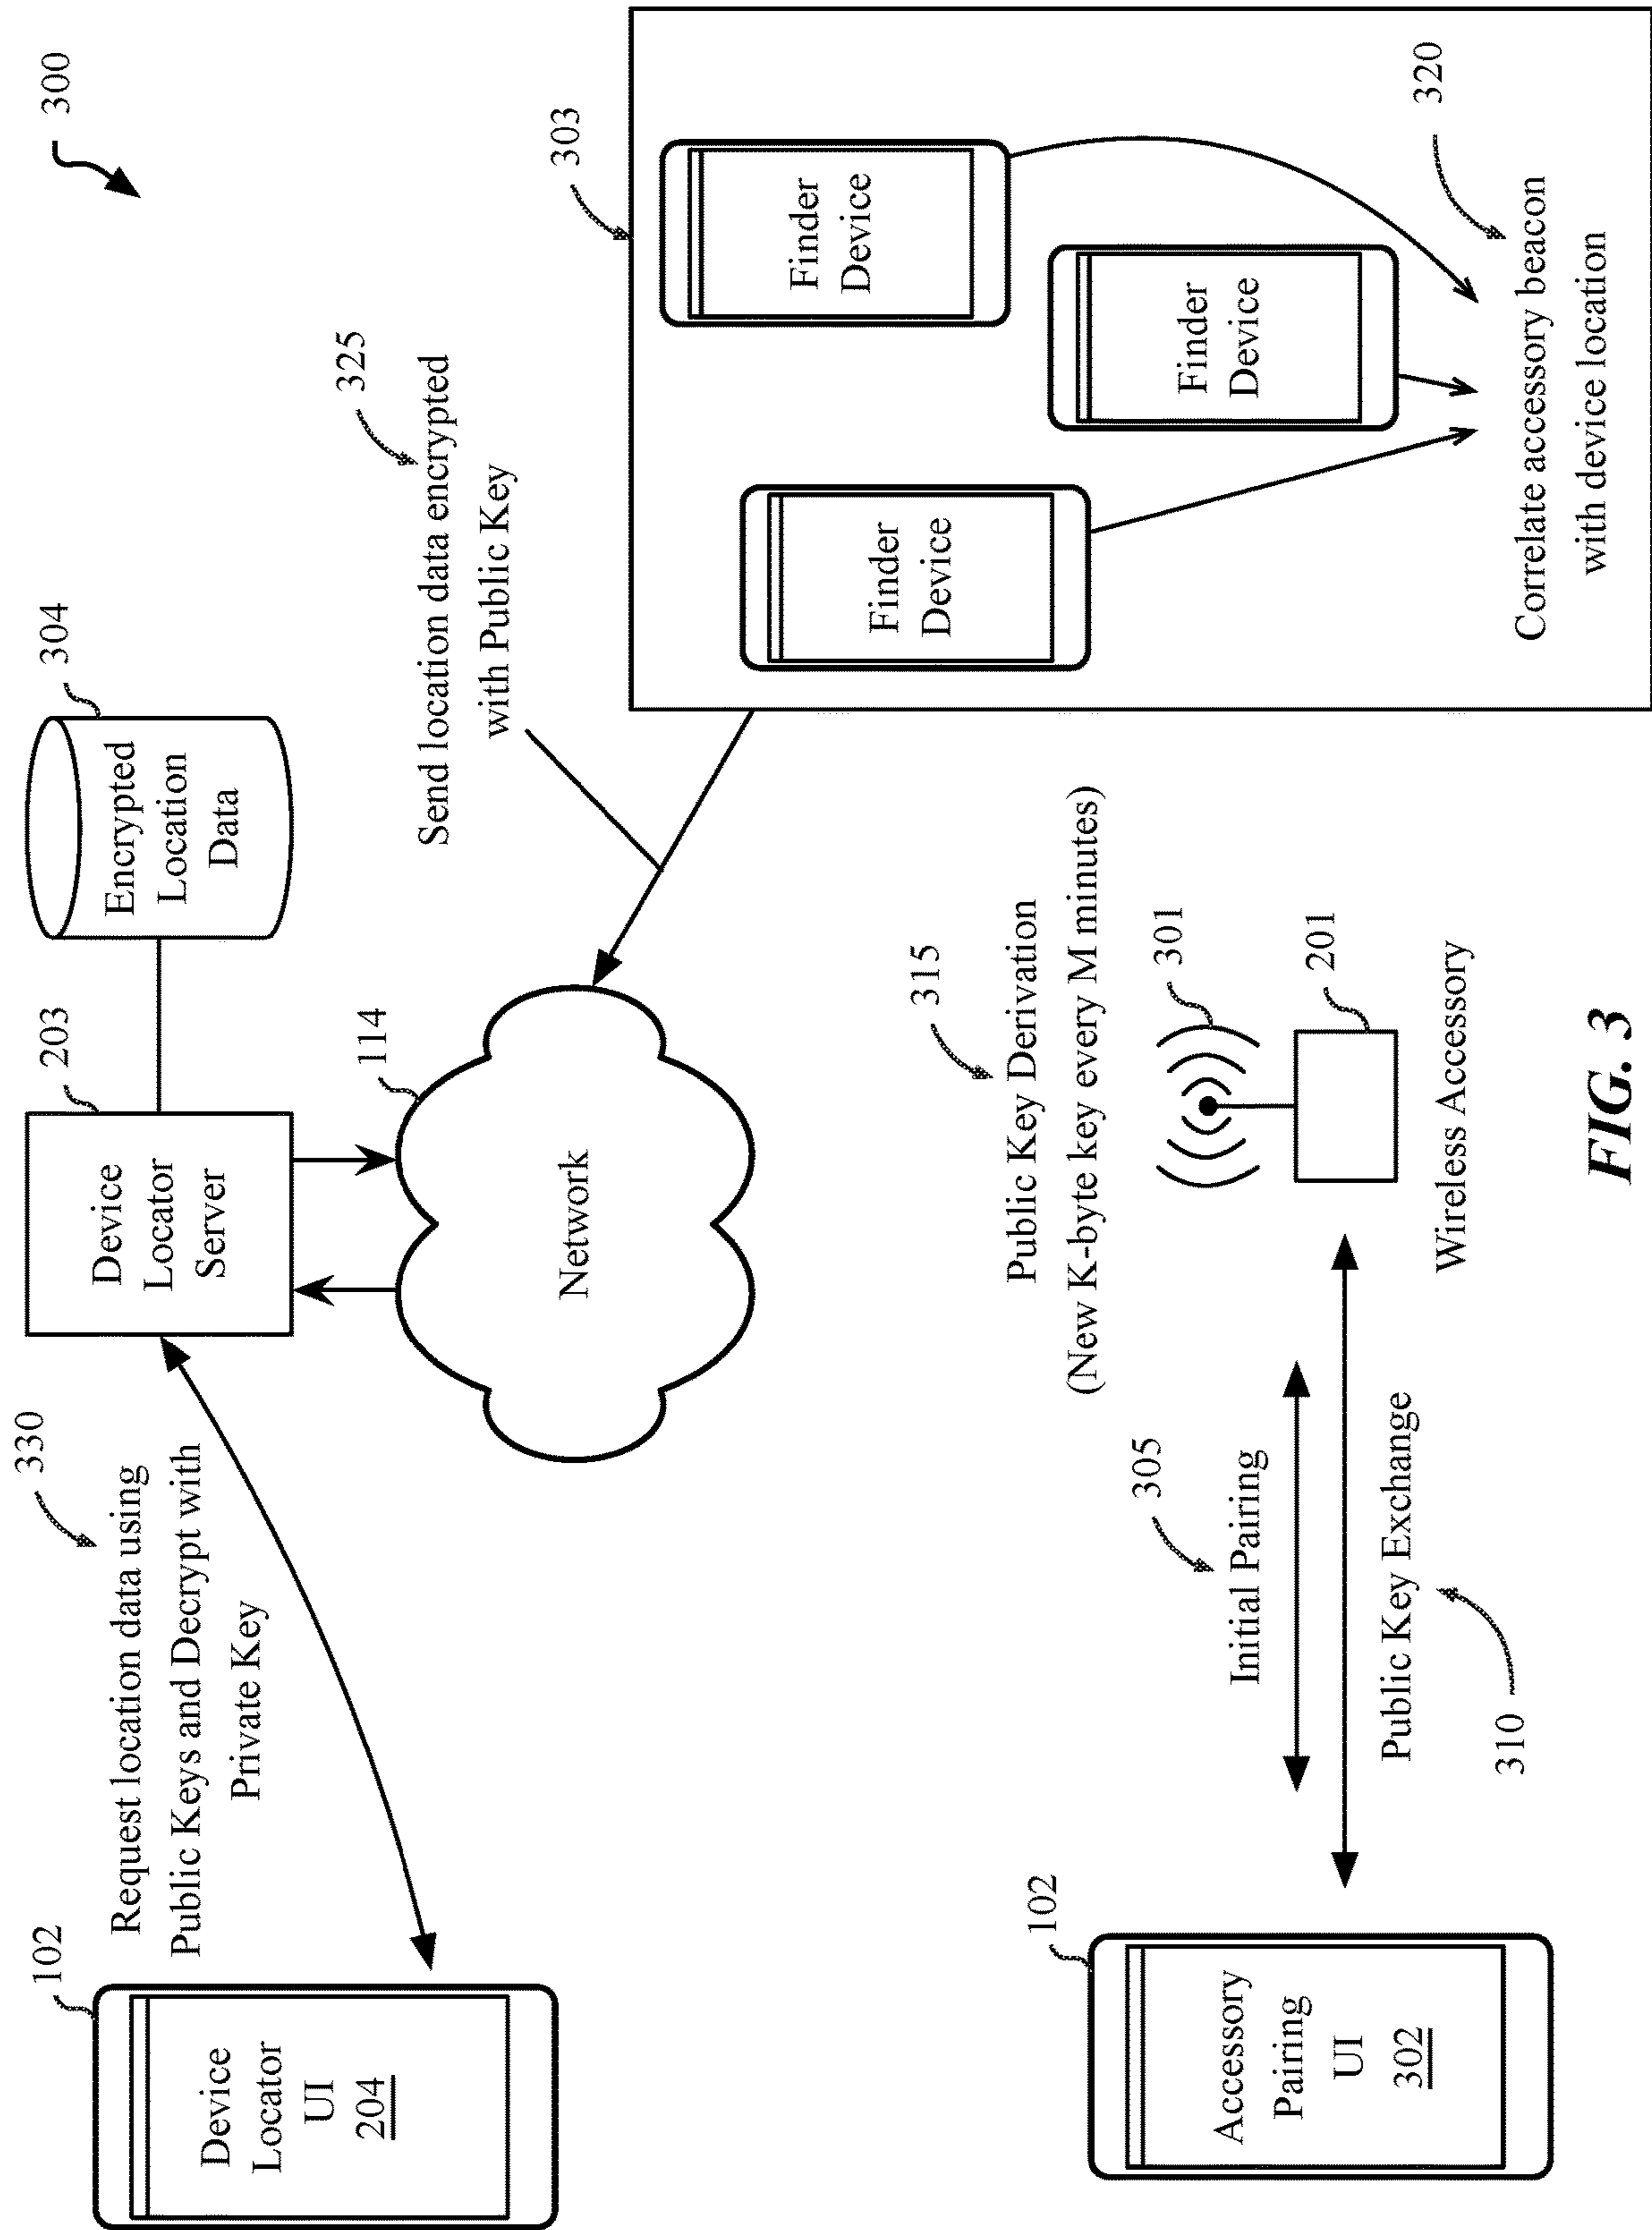 300
102
Device
Locator
UI
204
330
Request location data using
Public Keys and Decrypt with
Private Key
203
Device
Locator
Server
304
Encrypted
Location
Data
114
Network
325
Send location data encrypted
with Public Key
303
Finder
Device
Finder
Device
Finder
Device
320
Correlate accessory beacon
with device location
102
Accessory
Pairing
UI
302
305
Initial Pairing
Public Key Exchange
310
315
Public Key Derivation
(New K-byte key every M minutes)
301
201
Wireless Accessory
FIG. 3